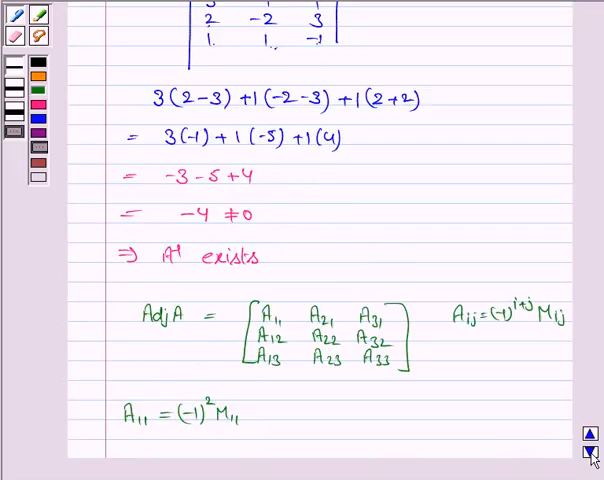 2 -2 3
1 1 -1
3(2-3)+1(-2-3)+1(2+2)
= 3(-1)+1(-5)+1(4)
= -3-5+4
= -4 ≠0
⇒ A⁻¹ exists
AdjA = [A₁₁ A₂₁ A₃₁ Aij=(-1)^i+j Mij
A₁₂ A₂₂ A₃₂
A₁₃ A₂₃ A₃₃]
A₁₁ = (-1)² M₁₁